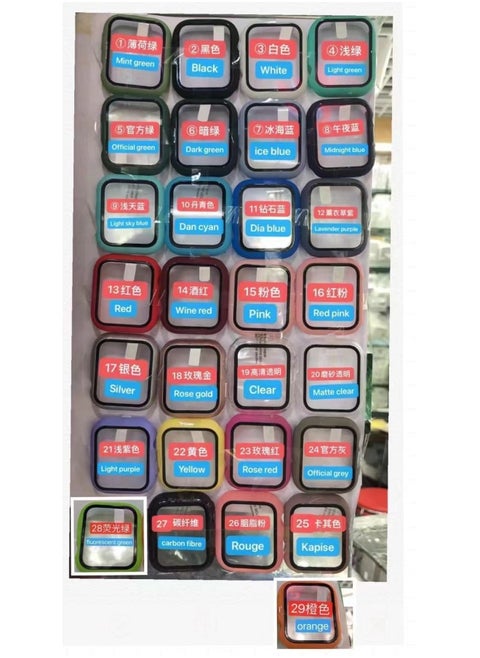 ①薄荷绿
Mint green
②黑色
Black
③白色
White
④浅绿
Light green
⑤官方绿
Official green
⑥暗绿
Dark green
⑦冰海蓝
ice blue
⑧午夜蓝
Midnight blue
⑨浅天蓝
Light sky blue
10丹青色
Dan cyan
11钻石蓝
Dia blue
12薰衣草紫
Lavender purple
13红色
Red
14酒红
Wine red
15粉色
Pink
16红粉
Red pink
17银色
Silver
18玫瑰金
Rose gold
19高清透明
Clear
20磨砂透明
Matte clear
21浅紫色
Light purple
22黄色
Yellow
23玫瑰红
Rose red
24官方灰
Official grey
28荧光绿
fluorescent green
27 碳纤维
carbon fibre
26胭脂粉
Rouge
25 卡其色
Kapise
29橙色
orange